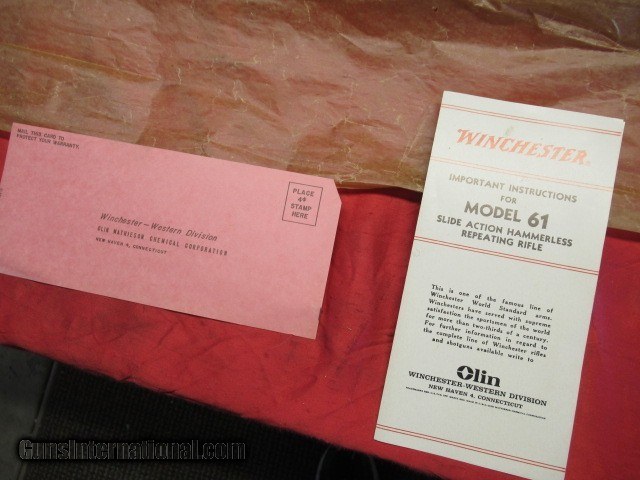 MAIL THIS CARD TO
PROTECT YOUR WARRANTY.
PLACE
4¢
STAMP
HERE
Winchester-Western Division
OLIN MATHIESON CHEMICAL CORPORATION
NEW HAVEN 4, CONNECTICUT
WINCHESTER
IMPORTANT INSTRUCTIONS
FOR
MODEL 61
SLIDE ACTION HAMMERLESS
REPEATING RIFLE
This is one of the famous line of
Winchester World Standard arms.
Winchesters have served with supreme
satisfaction the sportsmen of the world
for more than two-thirds of a century.
For further information in regard to
the complete line of Winchester rifles
and shotguns available write to
Olin
WINCHESTER-WESTERN DIVISION
NEW HAVEN 4, CONNECTICUT
GunsInternational.com